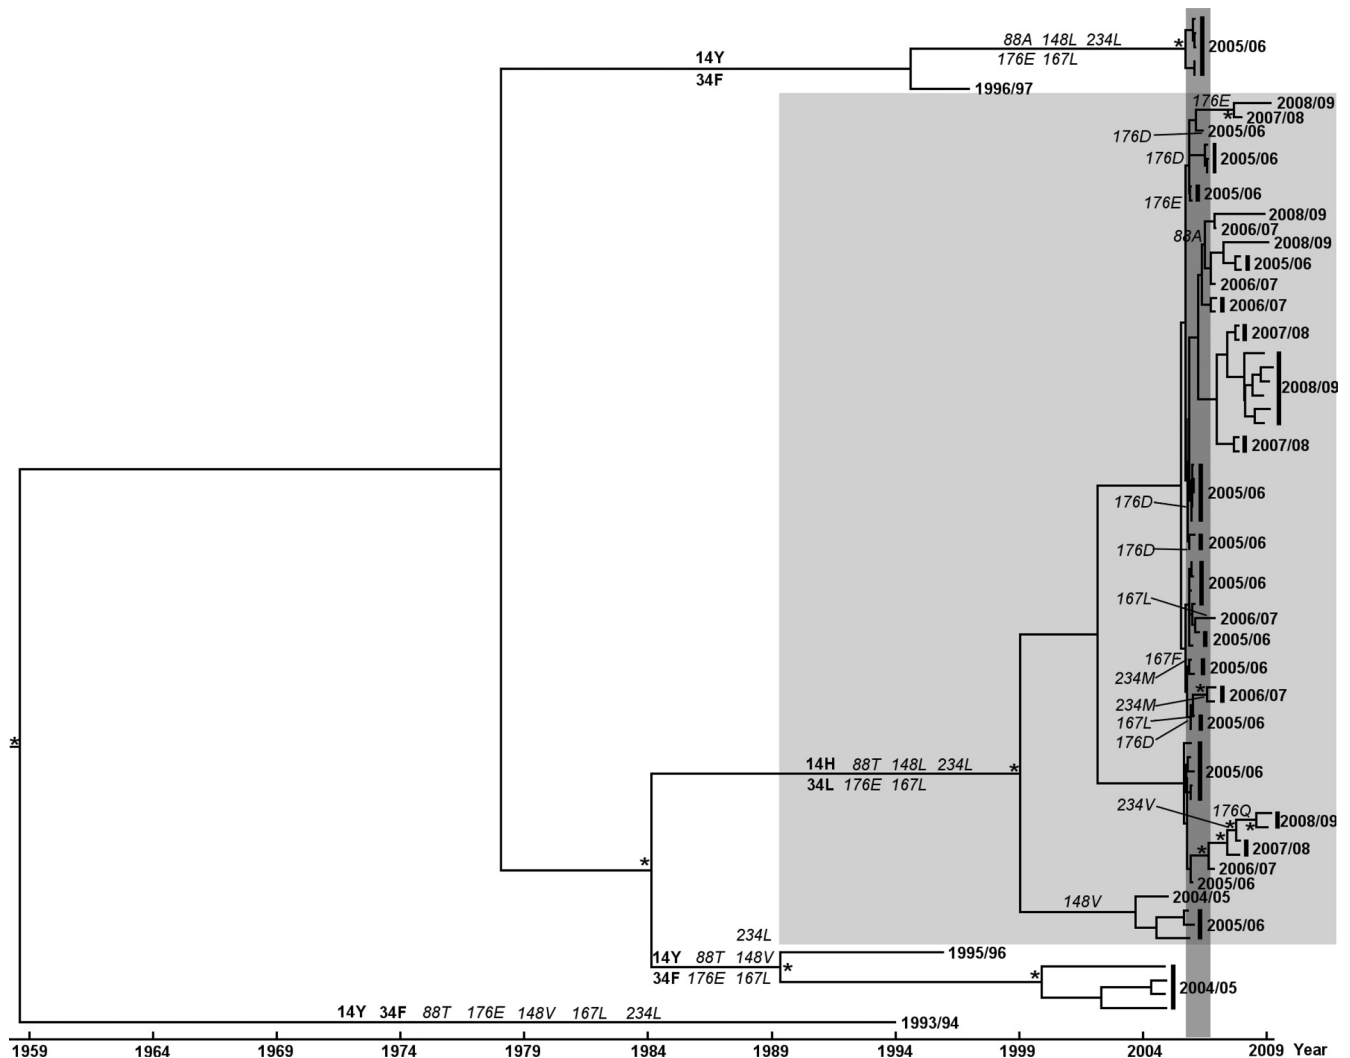 88A 148L 234L
2005/06
14Y
176E 167L
34F
1996/97
176E
2008/09
2007/08
2005/06
176D
176D
2005/06
2005/06
176E
2008/09
2006/07
88A
2008/09
2005/06
2006/07
2006/07
2007/08
2008/09
2007/08
2005/06
176D
2005/06
176D
2005/06
167L
2006/07
2005/06
167F
2005/06
234M
2006/07
234M
167L
2005/06
176D
14H 88T 148L 234L
2005/06
34L 176E 167L
234V
176Q
2008/09
2007/08
2006/07
2005/06
2004/05
148V
2005/06
234L
1995/96
14Y 88T 148V
34F 176E 167L
2004/05
14Y 34F 88T 176E 148V 167L 234L
1993/94
1959 1964 1969 1974 1979 1984 1989 1994 1999 2004 2009 Year